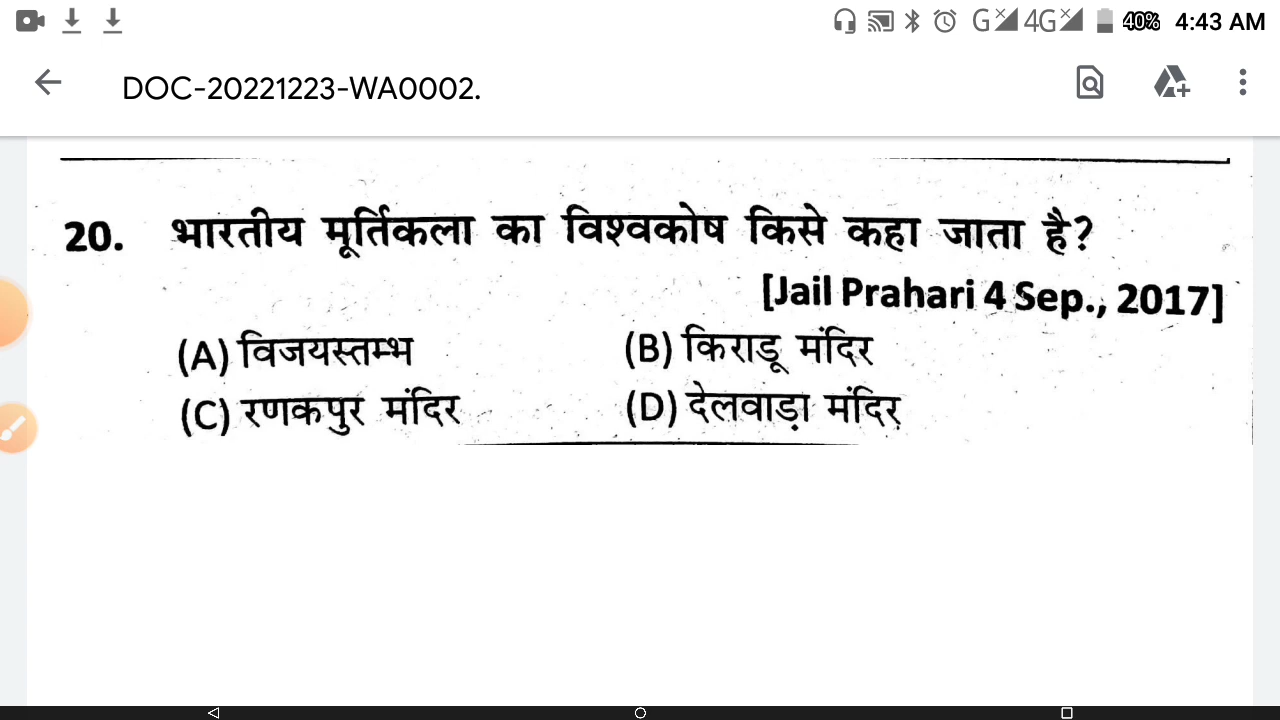 G 4G 40% 4:43 AM
DOC-20221223-WA0002.
20. भारतीय मूर्तिकला का विश्वकोष किसे कहा जाता है?
[Jail Prahari 4 Sep., 2017]
(A) विजयस्तम्भ (B) किराडू मंदिर
(C) रणकपुर मंदिर (D) देलवाड़ा मंदिर